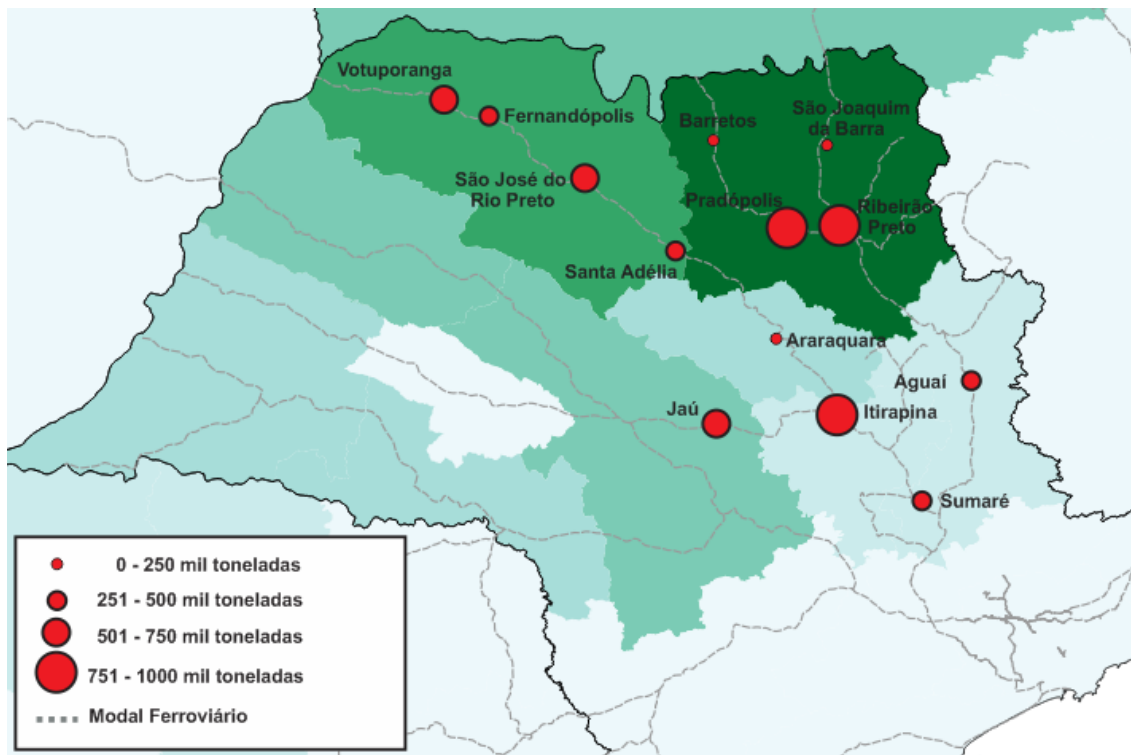 Votuporanga
Fernandópolis
Barretos
São Joaquim
da Barra
São José do
Rio Preto
Pradópolis
Ribeirão
Preto
Santa Adélia
Araraquara
Aguaí
Jaú
Itirapina
Sumaré
0 - 250 mil toneladas
251 - 500 mil toneladas
501 - 750 mil toneladas
751 - 1000 mil toneladas
Modal Ferroviário